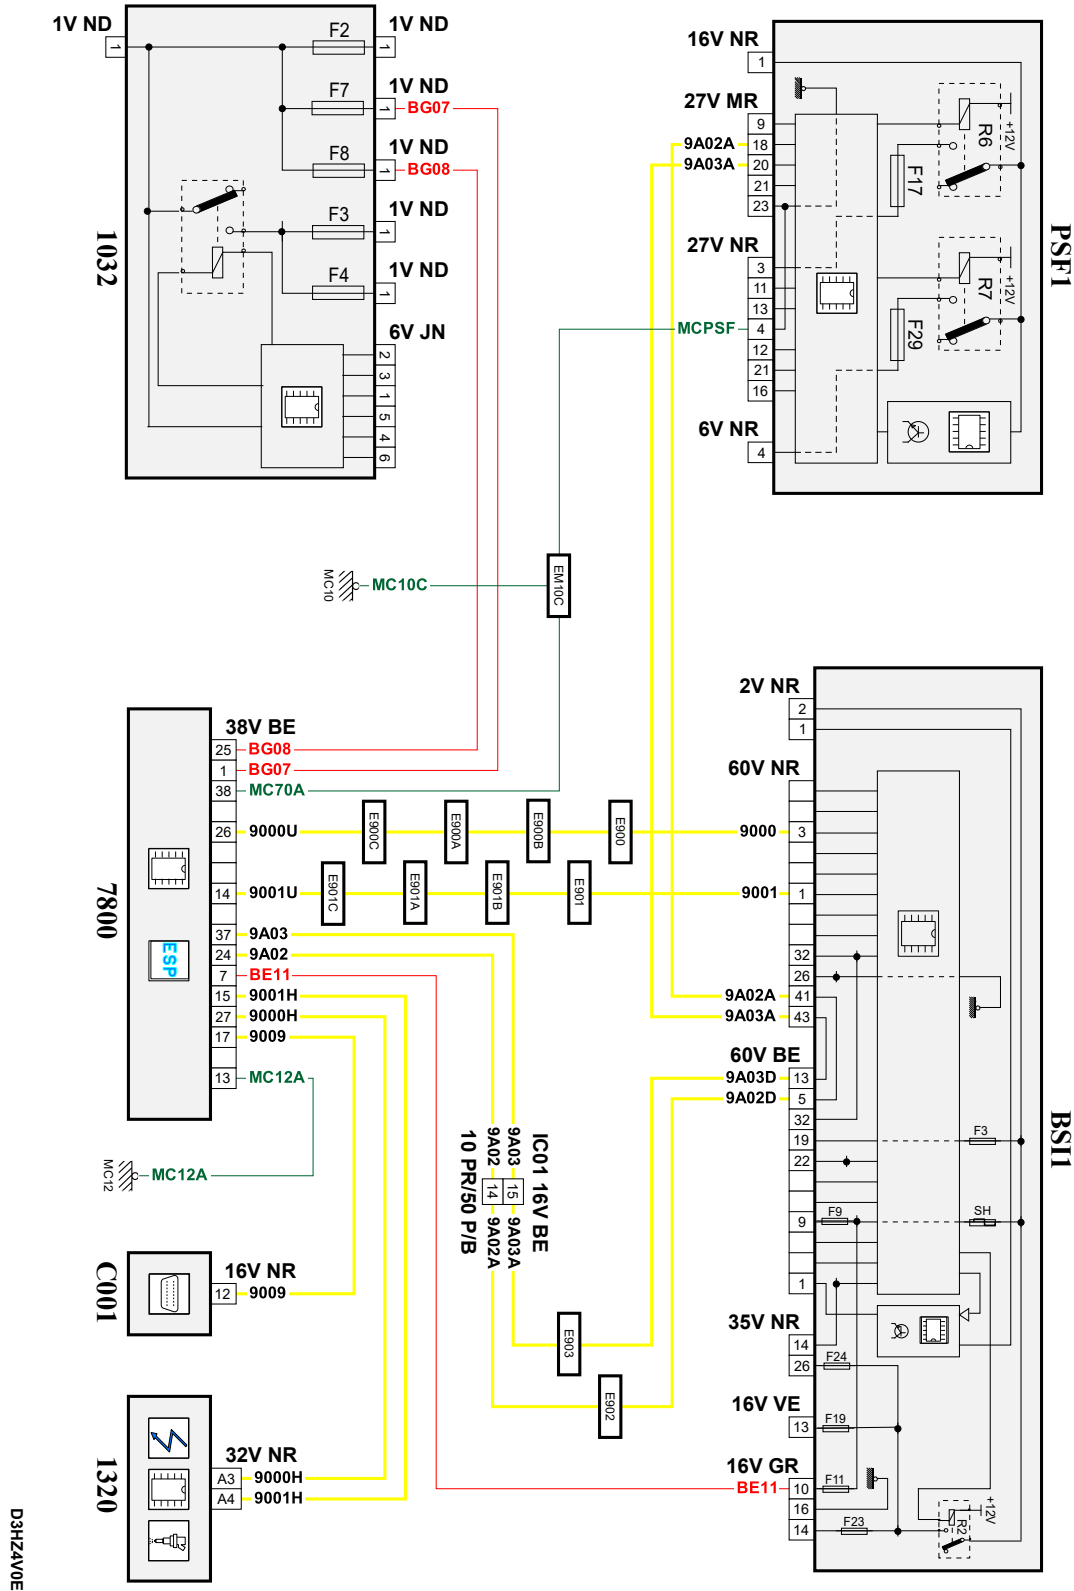 1V ND
1
F2
1
1V ND
F7
1
1V ND
BG07
F8
1
1V ND
BG08
F3
1
1V ND
F4
1
1V ND
6V JN
2
3
1
5
4
6
1032
PSF1
16V NR
1
27V MR
9
18
20
21
23
9A02A
9A03A
27V NR
3
11
13
4
12
21
16
MCPSF
6V NR
4
R6
+12V
F17
R7
+12V
F29
EM10C
MC10C
MC10
7800
ESP
38V BE
25
BG08
1
BG07
38
MC70A
26
9000U
14
9001U
37
9A03
24
9A02
7
BE11
15
9001H
27
9000H
17
9009
13
MC12A
MC12A
MC12
E900C
E900A
E900B
E900
9000
E901C
E901A
E901B
E901
9001
BSI1
2V NR
2
1
60V NR
3
1
32
26
41
43
9A02A
9A03A
60V BE
13
5
32
19
22
9
1
9A03D
9A02D
F3
SH
F9
35V NR
14
26
F24
16V VE
13
F19
16V GR
10
16
14
BE11
F11
F23
R2
+12V
IC01 16V BE
10 PR/50 P/B
9A03
15
9A03A
9A02
14
9A02A
E903
E902
C001
16V NR
12
9009
1320
32V NR
A3
9000H
A4
9001H
D3HZ4V0E